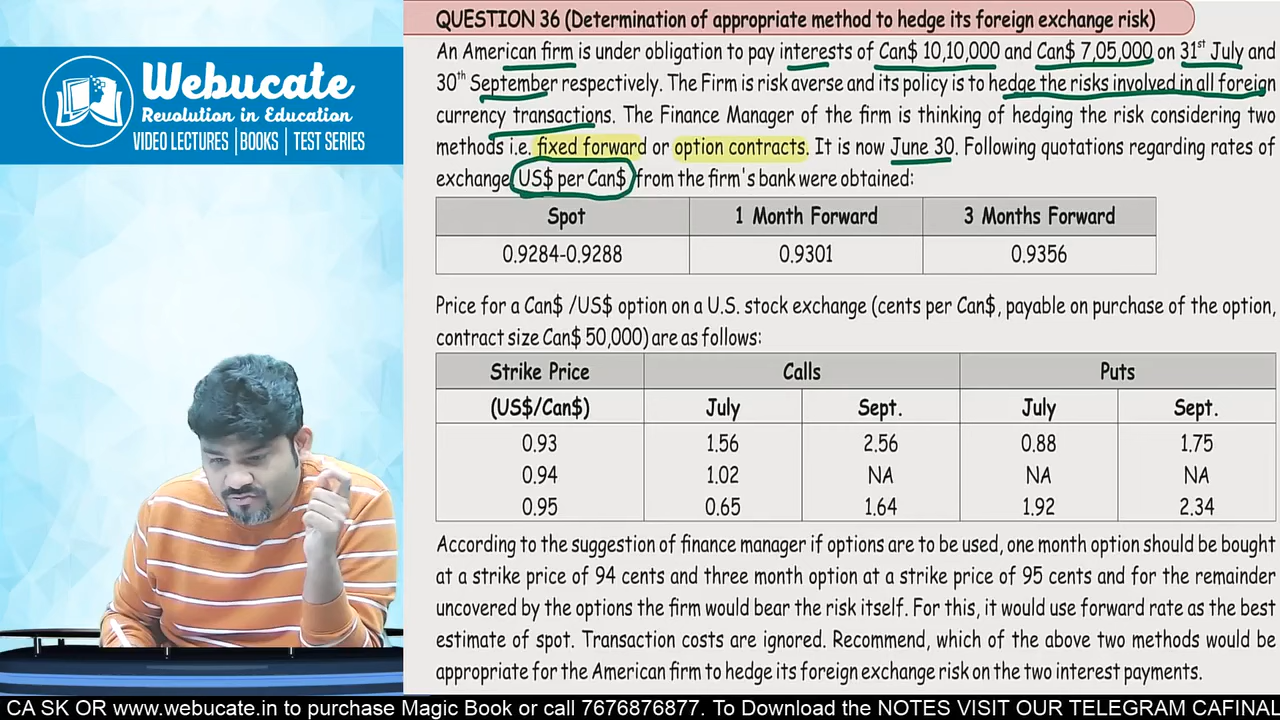 Webucate
Revolution in Education
VIDEO LECTURES | BOOKS | TEST SERIES
QUESTION 36 (Determination of appropriate method to hedge its foreign exchange risk)
An American firm is under obligation to pay interests of Can$ 10,10,000 and Can$ 7,05,000 on 31st July and
30th September respectively. The Firm is risk averse and its policy is to hedge the risks involved in all foreign
currency transactions. The Finance Manager of the firm is thinking of hedging the risk considering two
methods i.e. fixed forward or option contracts. It is now June 30. Following quotations regarding rates of
exchange US$ per Can$ from the firm's bank were obtained:
Spot 1 Month Forward 3 Months Forward
0.9284-0.9288 0.9301 0.9356
Price for a Can$ /US$ option on a U.S. stock exchange (cents per Can$, payable on purchase of the option,
contract size Can$ 50,000) are as follows:
Strike Price Calls Puts
(US$/Can$) July Sept. July Sept.
0.93 1.56 2.56 0.88 1.75
0.94 1.02 NA NA NA
0.95 0.65 1.64 1.92 2.34
According to the suggestion of finance manager if options are to be used, one month option should be bought
at a strike price of 94 cents and three month option at a strike price of 95 cents and for the remainder
uncovered by the options the firm would bear the risk itself. For this, it would use forward rate as the best
estimate of spot. Transaction costs are ignored. Recommend, which of the above two methods would be
appropriate for the American firm to hedge its foreign exchange risk on the two interest payments.
CA SK OR www.webucate.in to purchase Magic Book or call 7676876877. To Download the NOTES VISIT OUR TELEGRAM CAFINAL